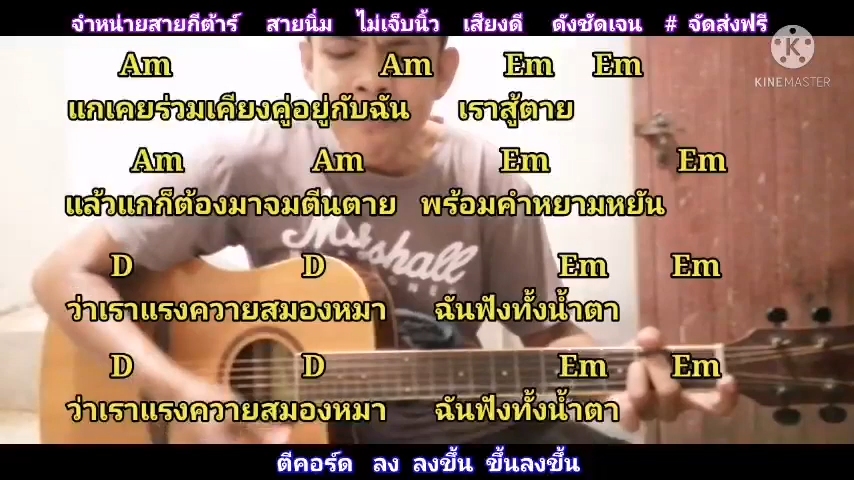 จำหน่ายสายกีต้าร์ สายนิ่ม ไม่เจ็บนิ้ว เสียงดี ดังชัดเจน # จัดส่งฟรี
KINEMASTER
Am Am Em Em
แกเคยร่วมเคียงคู่อยู่กับฉัน เราสู้ตาย
Am Am Em Em
แล้วแกก็ต้องมาจมตีนตาย พร้อมคำหยามหยัน
Marshall
D D Em Em
ว่าเราแรงควายสมองหมา ฉันฟังทั้งน้ำตา
D D Em Em
ว่าเราแรงควายสมองหมา ฉันฟังทั้งน้ำตา
ตีคอร์ด ลง ลงขึ้น ขึ้นลงขึ้น